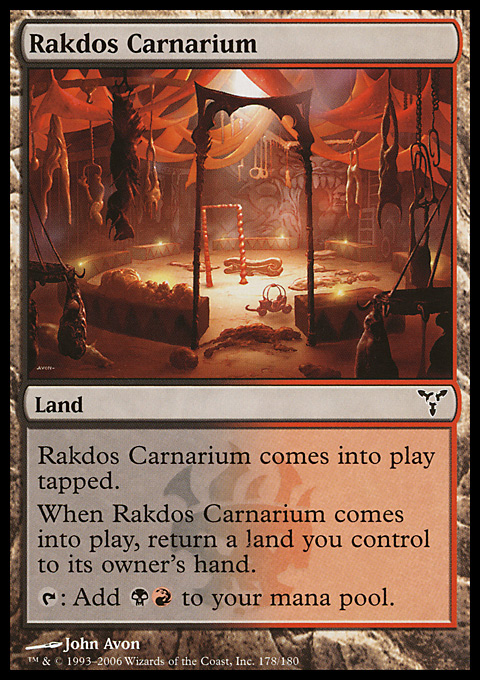 Rakdos Carnarium
AVON
Land
Rakdos Carnarium comes into play
tapped.
When Rakdos Carnarium comes
into play, return a land you control
to its owner's hand.
: Add to your mana pool.
John Avon
™ & © 1993–2006 Wizards of the Coast, Inc. 178/180